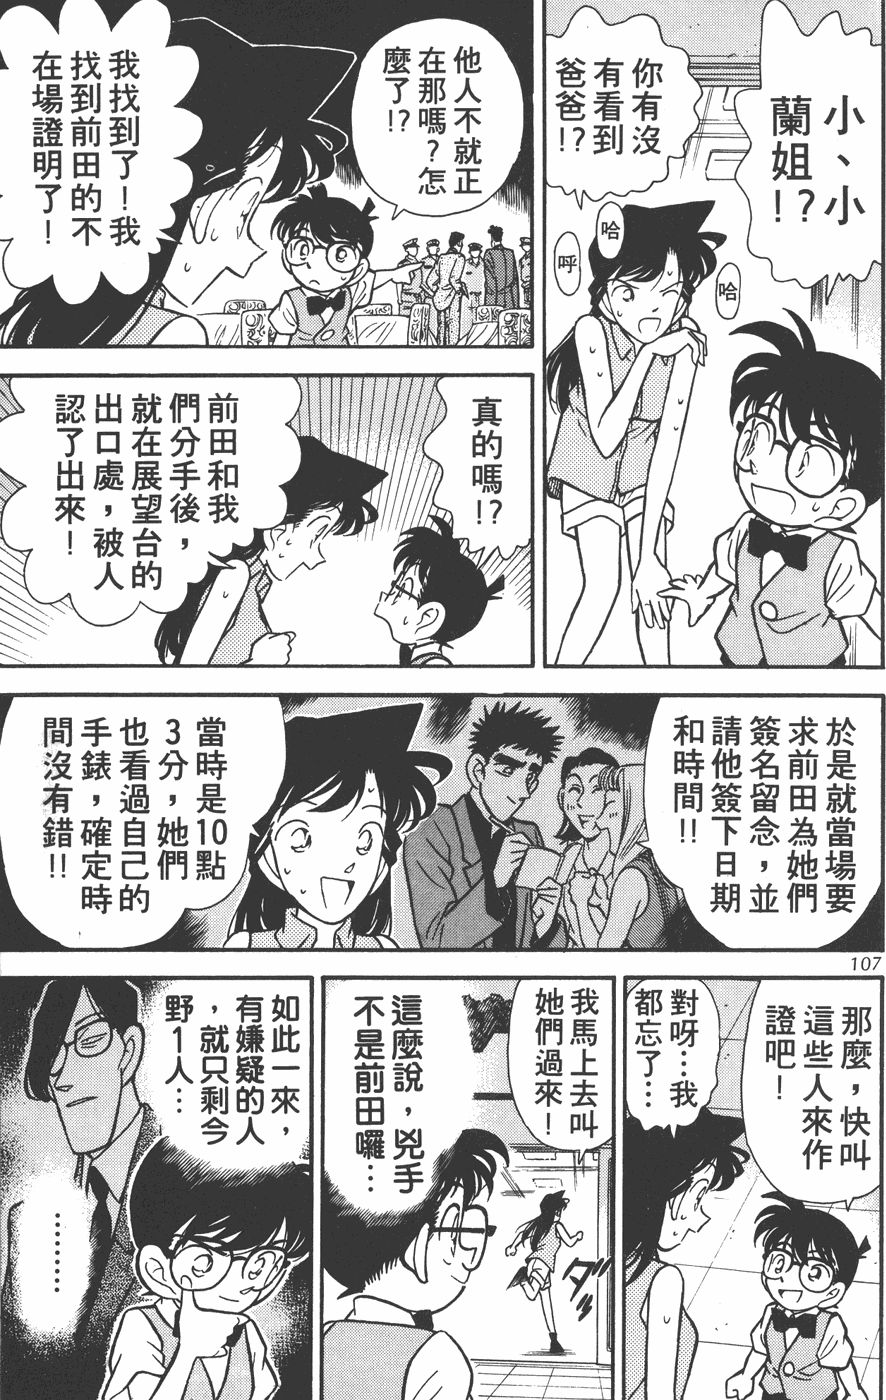 小、小
蘭姐!?
你有沒
有看到
爸爸!?
哈
呼
哈
他人不就正
在那嗎?怎
麼了!?
我找到了!我
找到前田的不
在場證明了!
真的嗎!?
前田和我
們分手後,
就在展望台的
出口處,被人
認了出來!
於是就當場要
求前田為她們
簽名留念,並
請他簽下日期
和時間!!
當時是10點
3分,她們
也看過自己的
手錶,確定時
間沒有錯!!
107
那麼,快叫
這些人來作
證吧!
對呀…我
都忘了…
我馬上去叫
她們過來!
ダッ
這麼說,兇手
不是前田囉…
如此一來,
有嫌疑的人
,就只剩今
野1人…
………